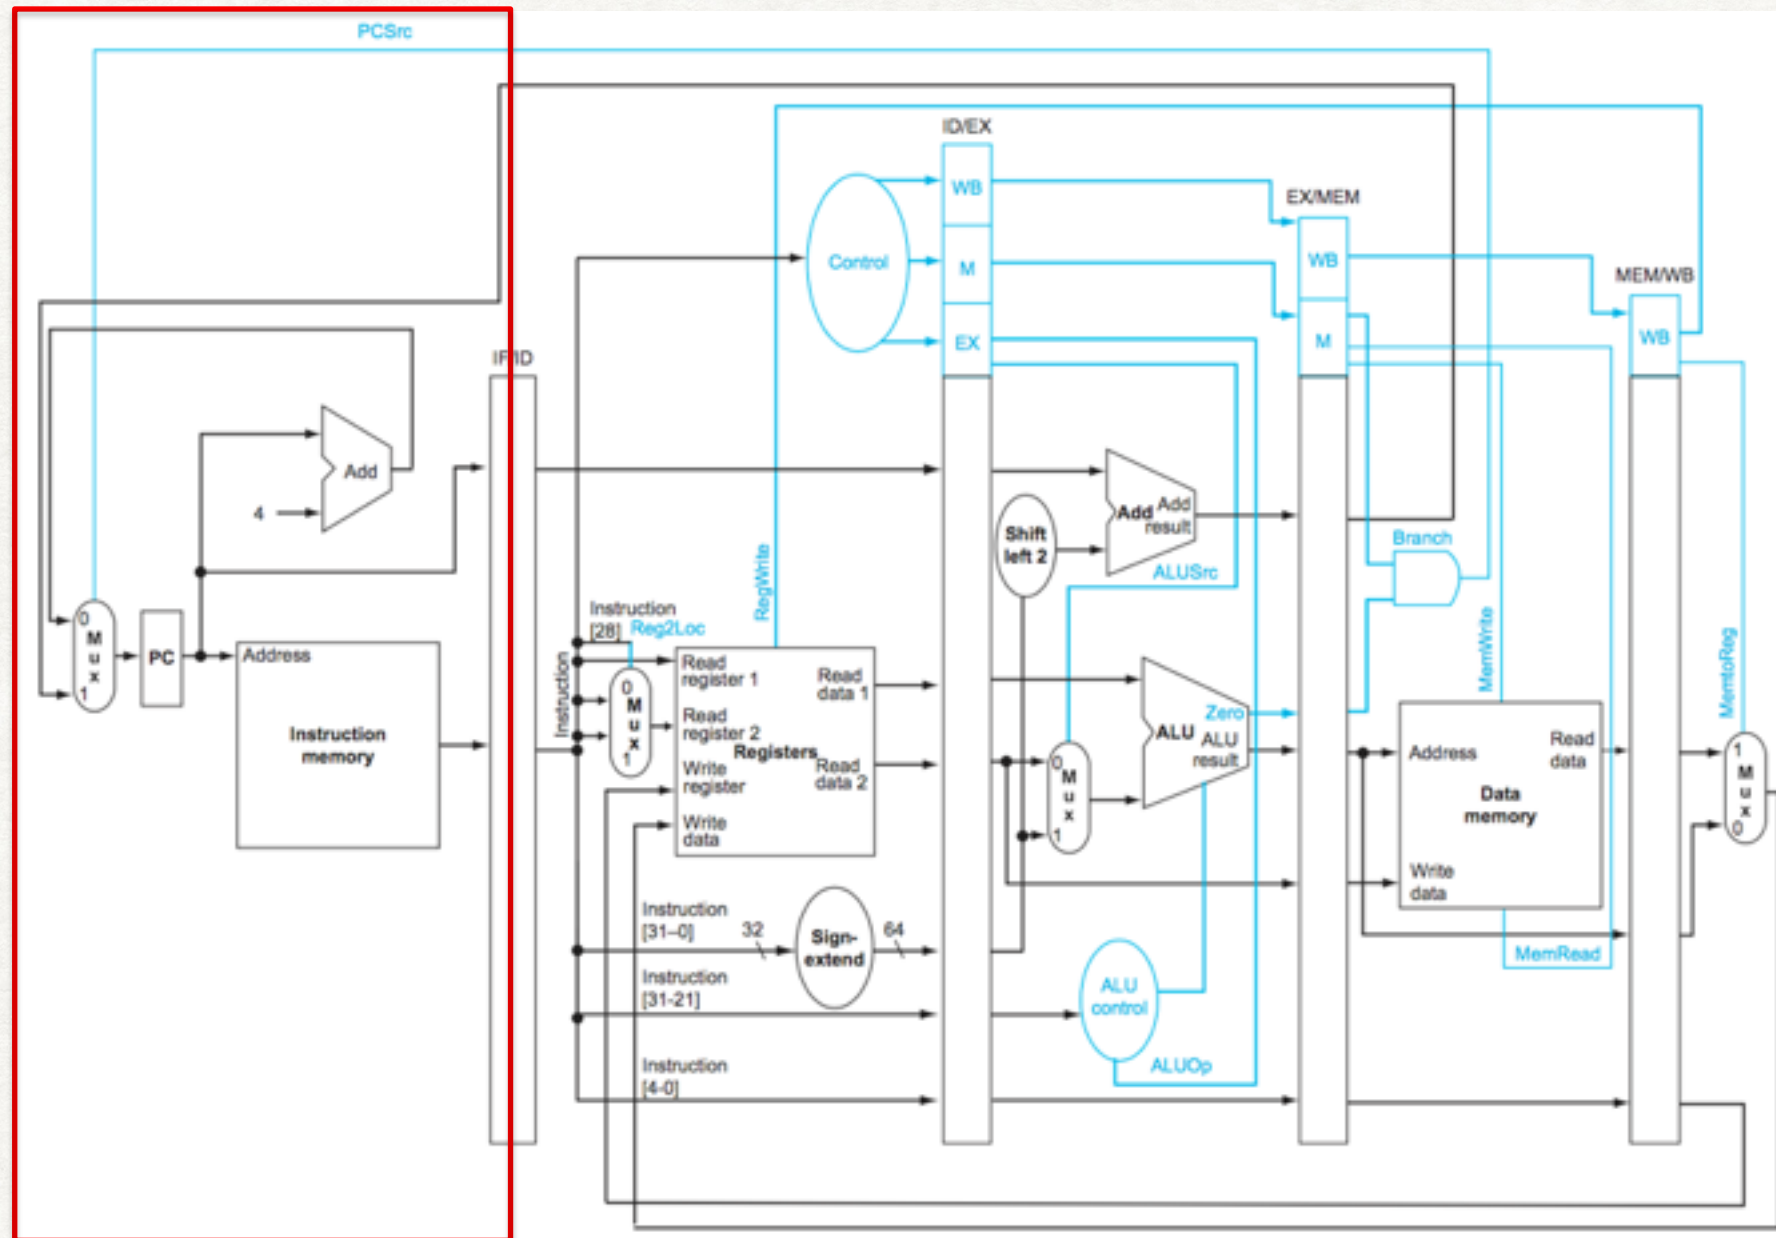 PCSrc
ID/EX
WB
EX/MEM
Control
M
WB
MEM/WB
EX
M
WB
IF/ID
Add
4
Shift
left 2
Add
Add
result
Branch
ALUSrc
RegWrite
MemWrite
MemtoReg
Instruction
[28]
Reg2Loc
0
M
u
x
1
PC
Address
Instruction
memory
Instruction
0
M
u
x
1
Read
register 1
Read
register 2
Write
register
Write
data
Registers
Read
data 1
Read
data 2
0
M
u
x
1
Zero
ALU
ALU
result
Address
Read
data
Data
memory
Write
data
1
M
u
x
0
Instruction
[31–0]
32
Sign-
extend
64
MemRead
Instruction
[31-21]
ALU
control
Instruction
[4-0]
ALUOp